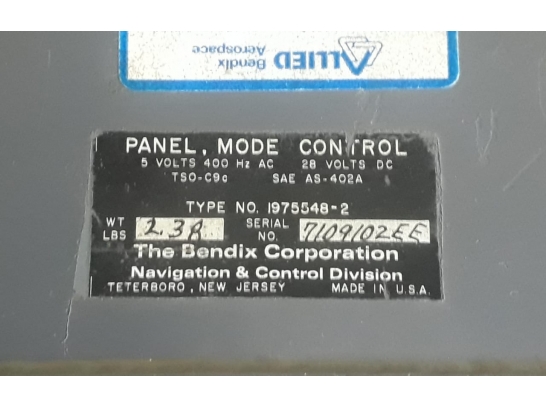 Bendix
Aerospace
ALLIED
PANEL, MODE CONTROL
5 VOLTS 400 Hz AC 28 VOLTS DC
TSO-C9c SAE AS-402A
TYPE NO. 1975548-2
WT LBS 2.38 SERIAL NO. 7109102EE
The Bendix Corporation
Navigation & Control Division
TETERBORO, NEW JERSEY MADE IN U.S.A.